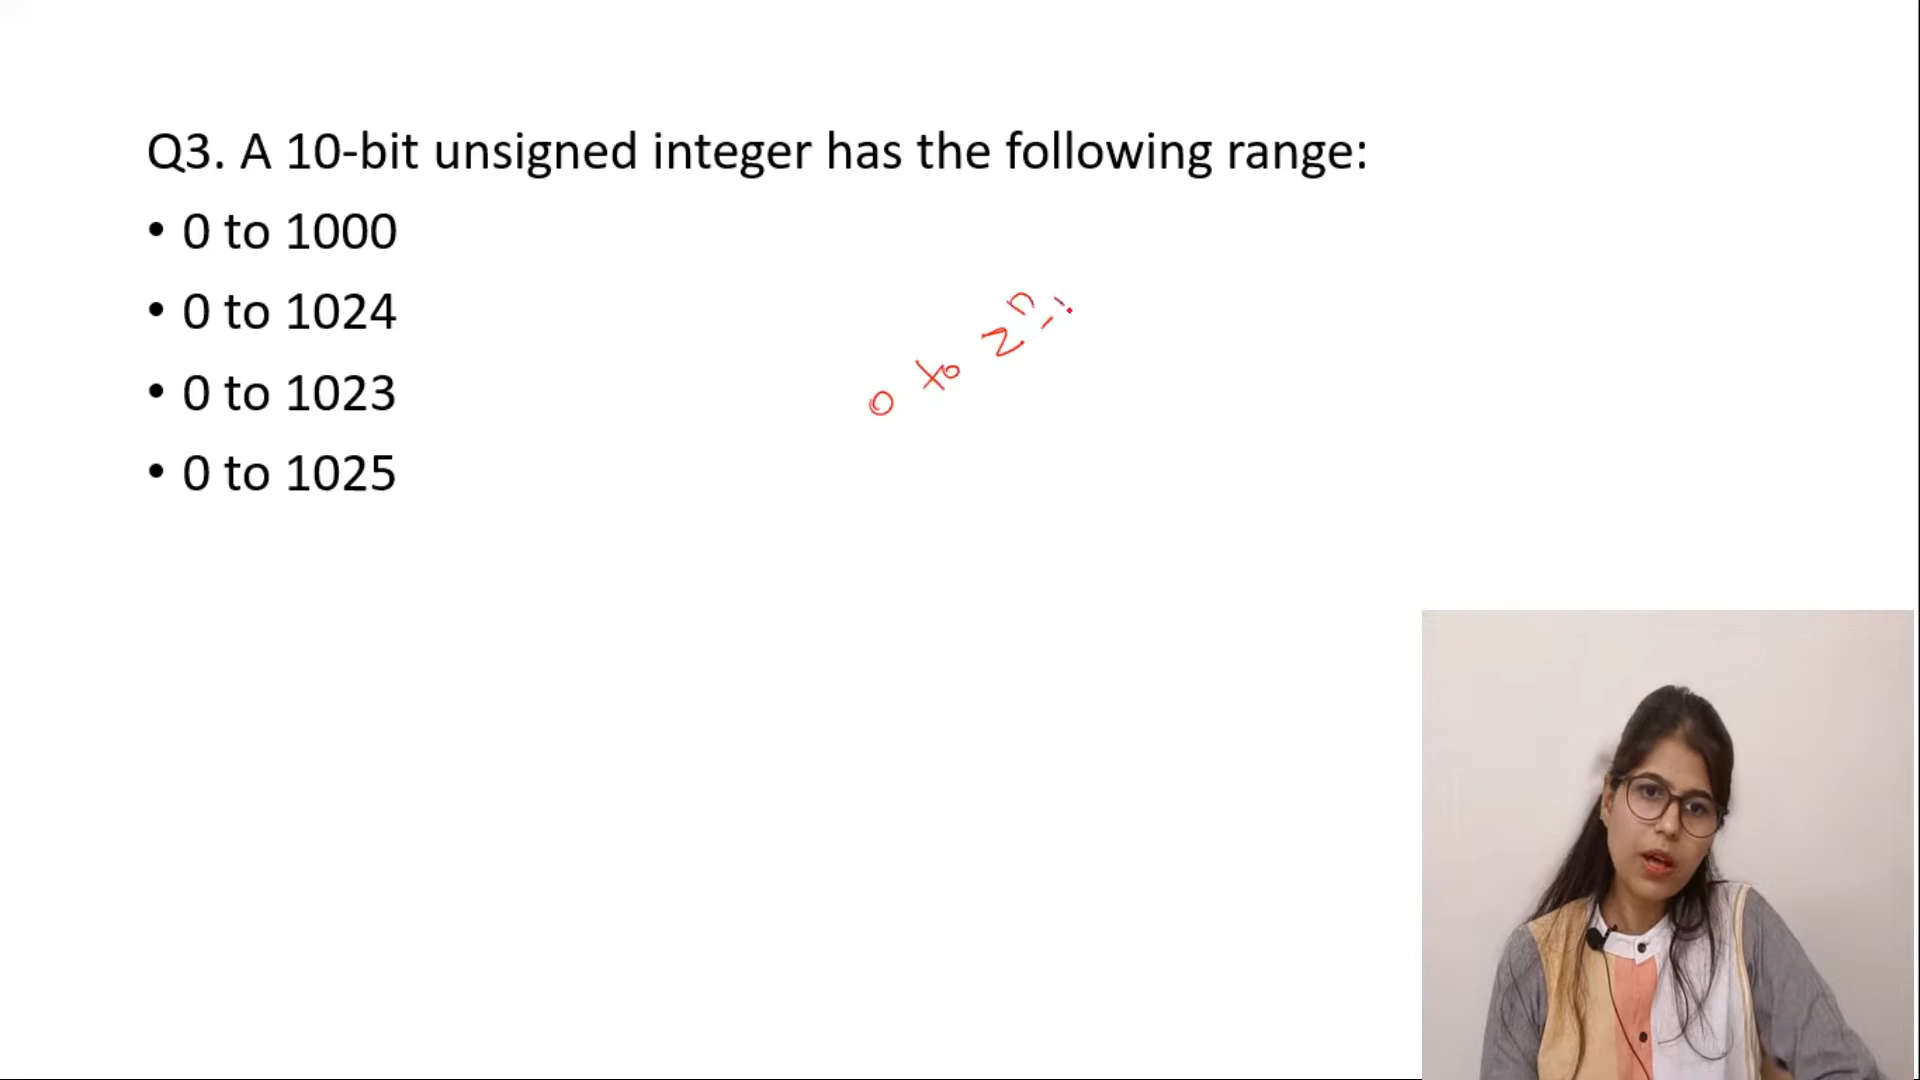 Q3. A 10-bit unsigned integer has the following range:
• 0 to 1000
• 0 to 1024
• 0 to 1023
• 0 to 1025
0 to 2ⁿ-1